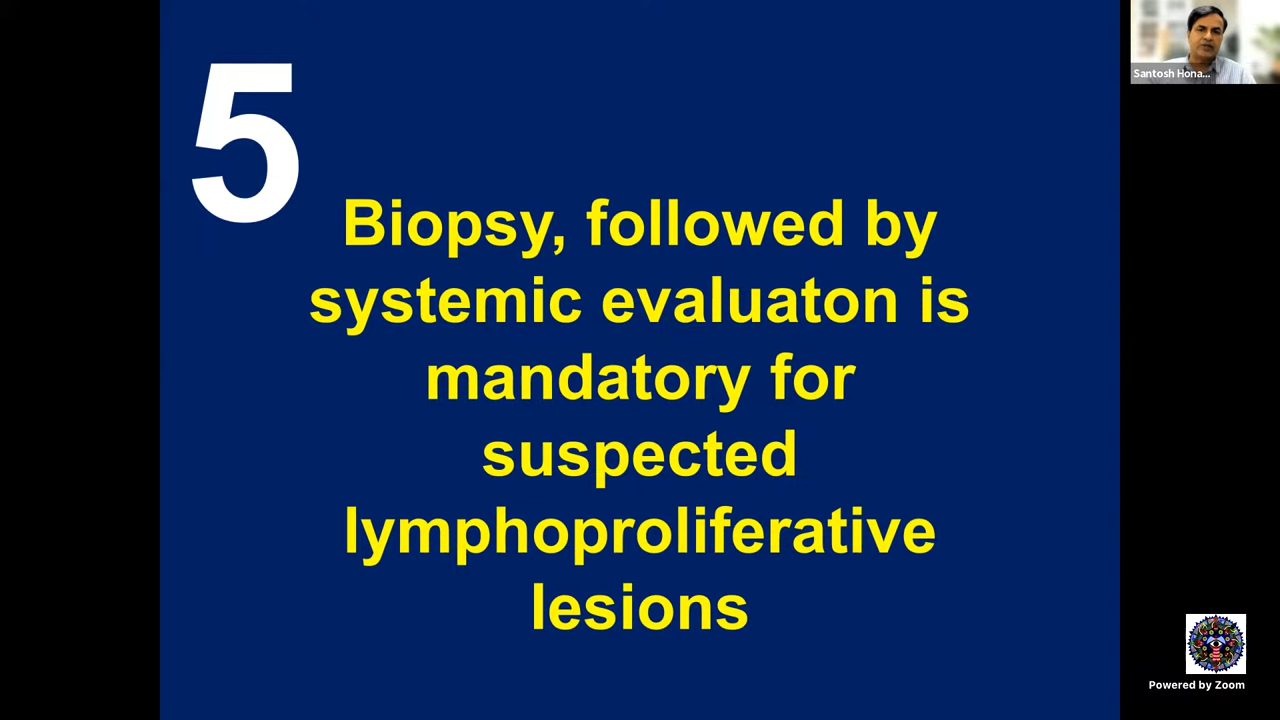 5
Biopsy, followed by
systemic evaluaton is
mandatory for
suspected
lymphoproliferative
lesions
Santosh Hona...
Powered by Zoom